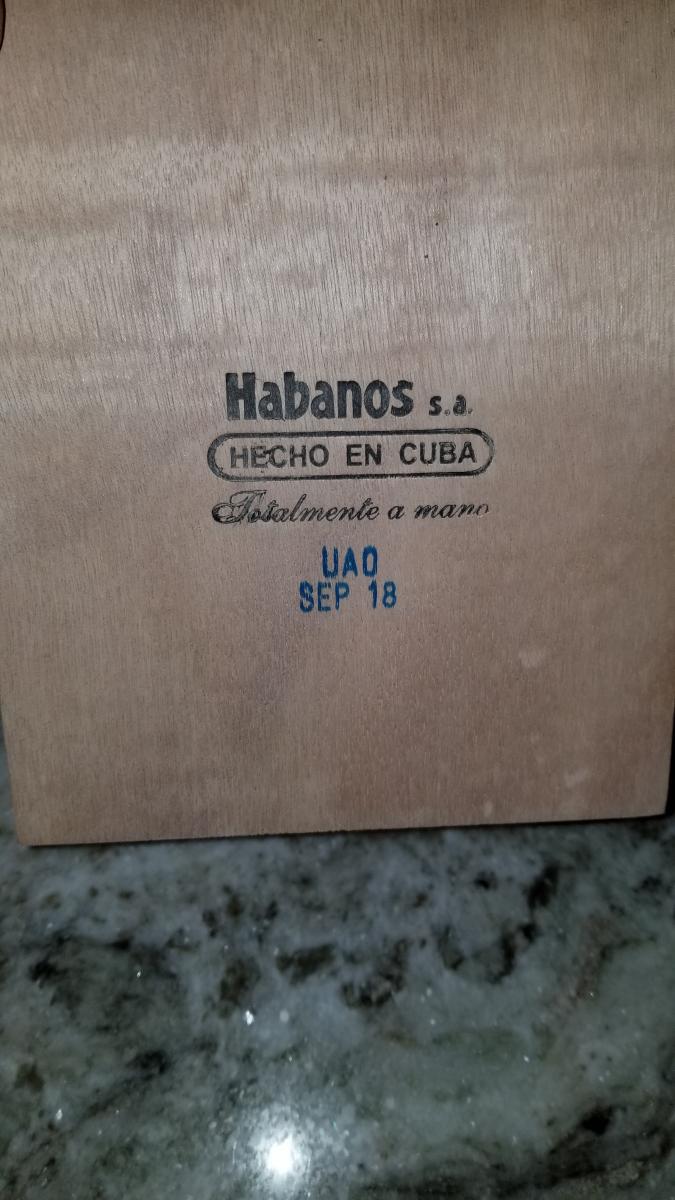 Habanos s.a.
HECHO EN CUBA
Totalmente a mano
UAO
SEP 18